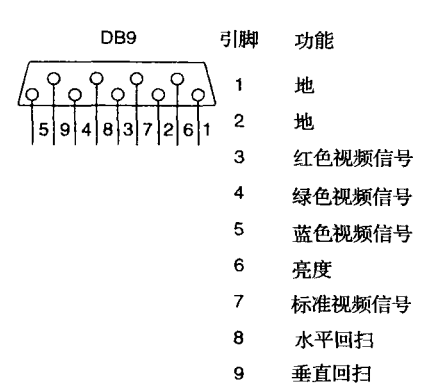 DB9
5 9 4 8 3 7 2 6 1
引脚 功能
1 地
2 地
3 红色视频信号
4 绿色视频信号
5 蓝色视频信号
6 亮度
7 标准视频信号
8 水平回扫
9 垂直回扫